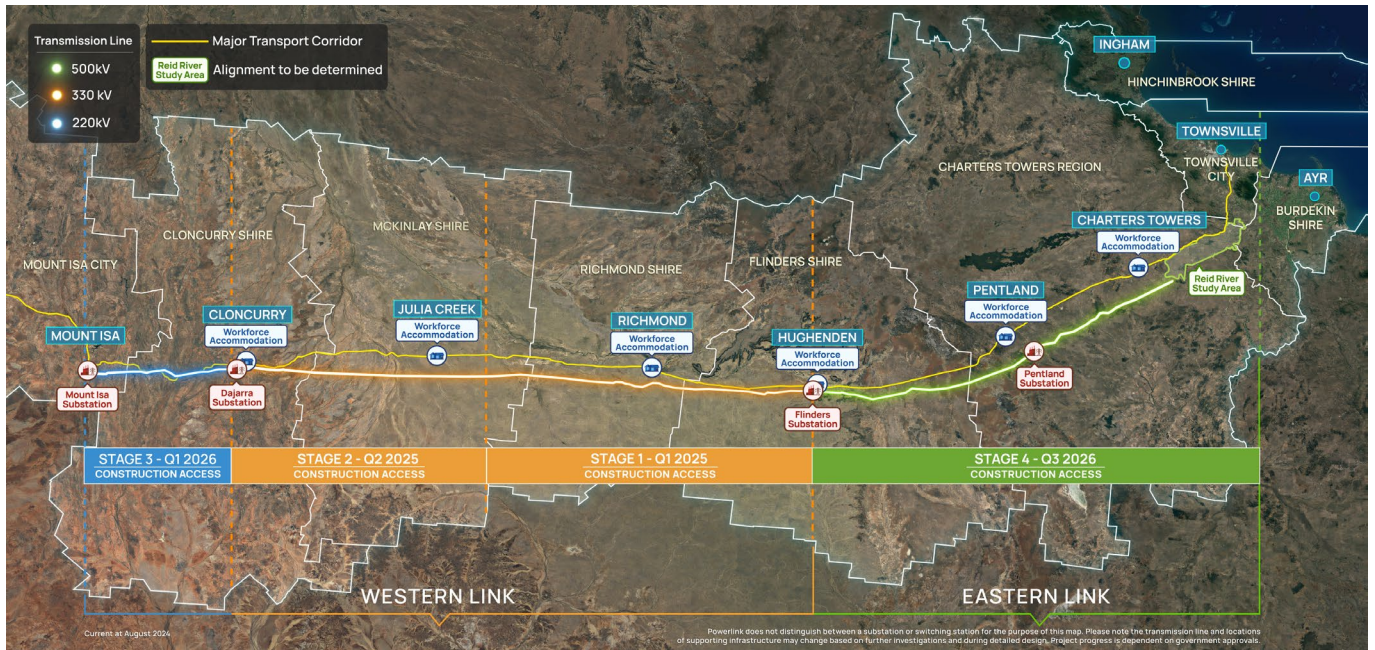 Transmission Line
500kV
330 kV
220kV
Major Transport Corridor
Reid River
Study Area
Alignment to be determined
INGHAM
HINCHINBROOK SHIRE
TOWNSVILLE
TOWNSVILLE
CITY
AYR
BURDEKIN
SHIRE
CHARTERS TOWERS REGION
CHARTERS TOWERS
Workforce
Accommodation
Reid River
Study Area
MOUNT ISA CITY
CLONCURRY SHIRE
MCKINLAY SHIRE
RICHMOND SHIRE
FLINDERS SHIRE
MOUNT ISA
Mount Isa
Substation
CLONCURRY
Workforce
Accommodation
Dajarra
Substation
JULIA CREEK
Workforce
Accommodation
RICHMOND
Workforce
Accommodation
HUGHENDEN
Workforce
Accommodation
Flinders
Substation
PENTLAND
Workforce
Accommodation
Pentland
Substation
STAGE 3 - Q1 2026
CONSTRUCTION ACCESS
STAGE 2 - Q2 2025
CONSTRUCTION ACCESS
STAGE 1 - Q1 2025
CONSTRUCTION ACCESS
STAGE 4 - Q3 2026
CONSTRUCTION ACCESS
WESTERN LINK
EASTERN LINK
Current at August 2024
Powerlink does not distinguish between a substation or switching station for the purpose of this map. Please note the transmission line and locations
of supporting infrastructure may change based on further investigations and during detailed design. Project progress is dependent on government approvals.